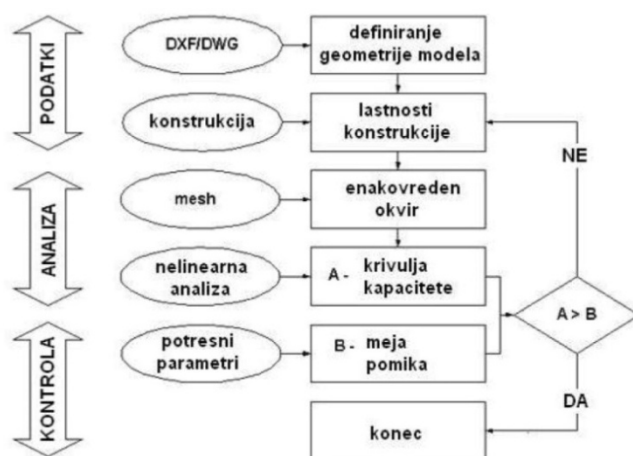 PODATKI
DXF/DWG
definiranje
geometrije modela
konstrukcija
lastnosti
konstrukcije
NE
ANALIZA
mesh
enakovreden
okvir
nelinearna
analiza
A - krivulja
kapacitete
A > B
KONTROLA
potresni
parametri
B - meja
pomika
DA
konec